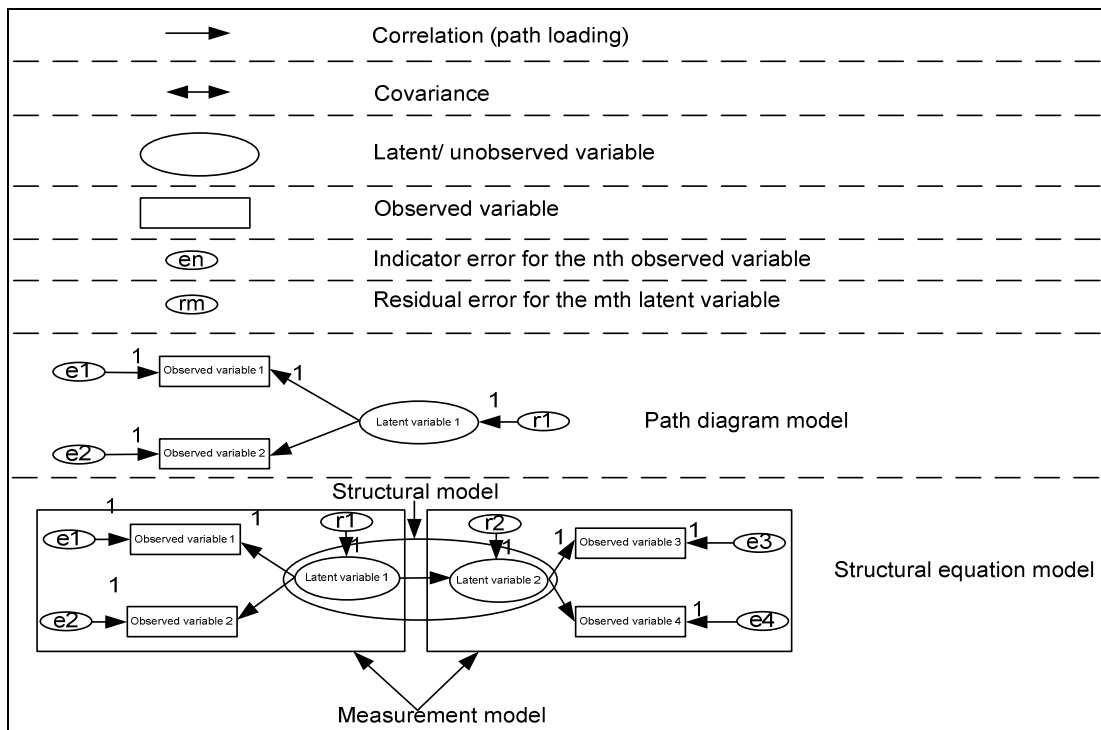 Correlation (path loading)
Covariance
Latent/ unobserved variable
Observed variable
en Indicator error for the nth observed variable
rm Residual error for the mth latent variable
e1 1 Observed variable 1 1
Latent variable 1 1 r1 Path diagram model
e2 1 Observed variable 2
Structural model
e1 1 Observed variable 1 1 r1 1 r2 1 1 Observed variable 3 1 e3
Latent variable 1 Latent variable 2 Structural equation model
e2 1 Observed variable 2 Observed variable 4 1 e4
Measurement model